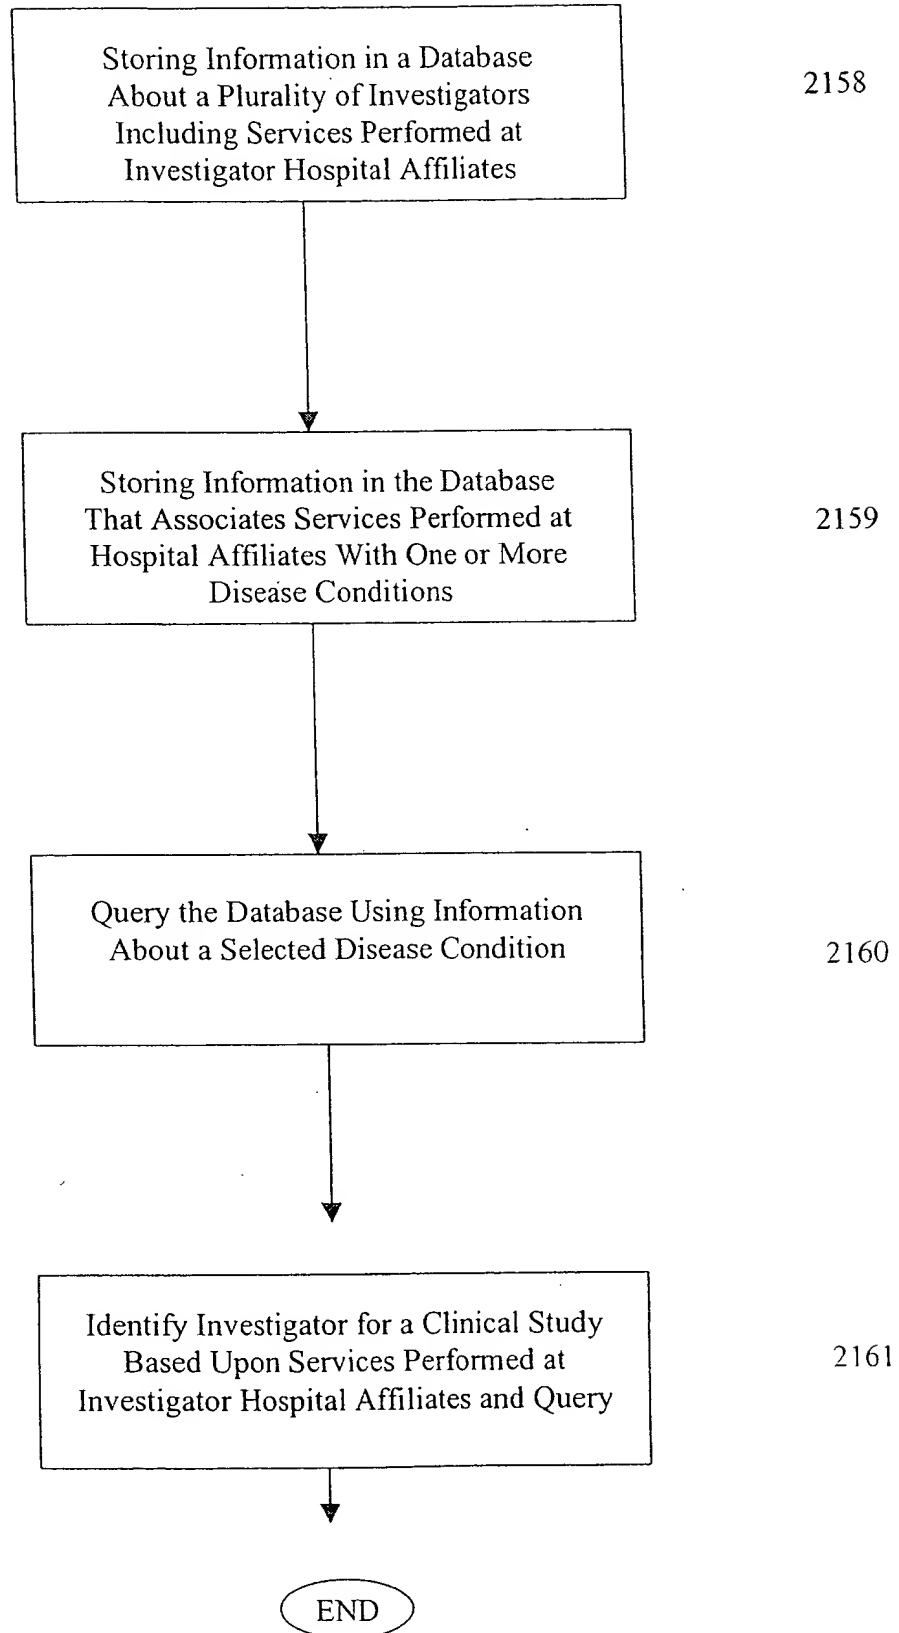 Storing Information in a Database
About a Plurality of Investigators
Including Services Performed at
Investigator Hospital Affiliates
2158
Storing Information in the Database
That Associates Services Performed at
Hospital Affiliates With One or More
Disease Conditions
2159
Query the Database Using Information
About a Selected Disease Condition
2160
Identify Investigator for a Clinical Study
Based Upon Services Performed at
Investigator Hospital Affiliates and Query
2161
END